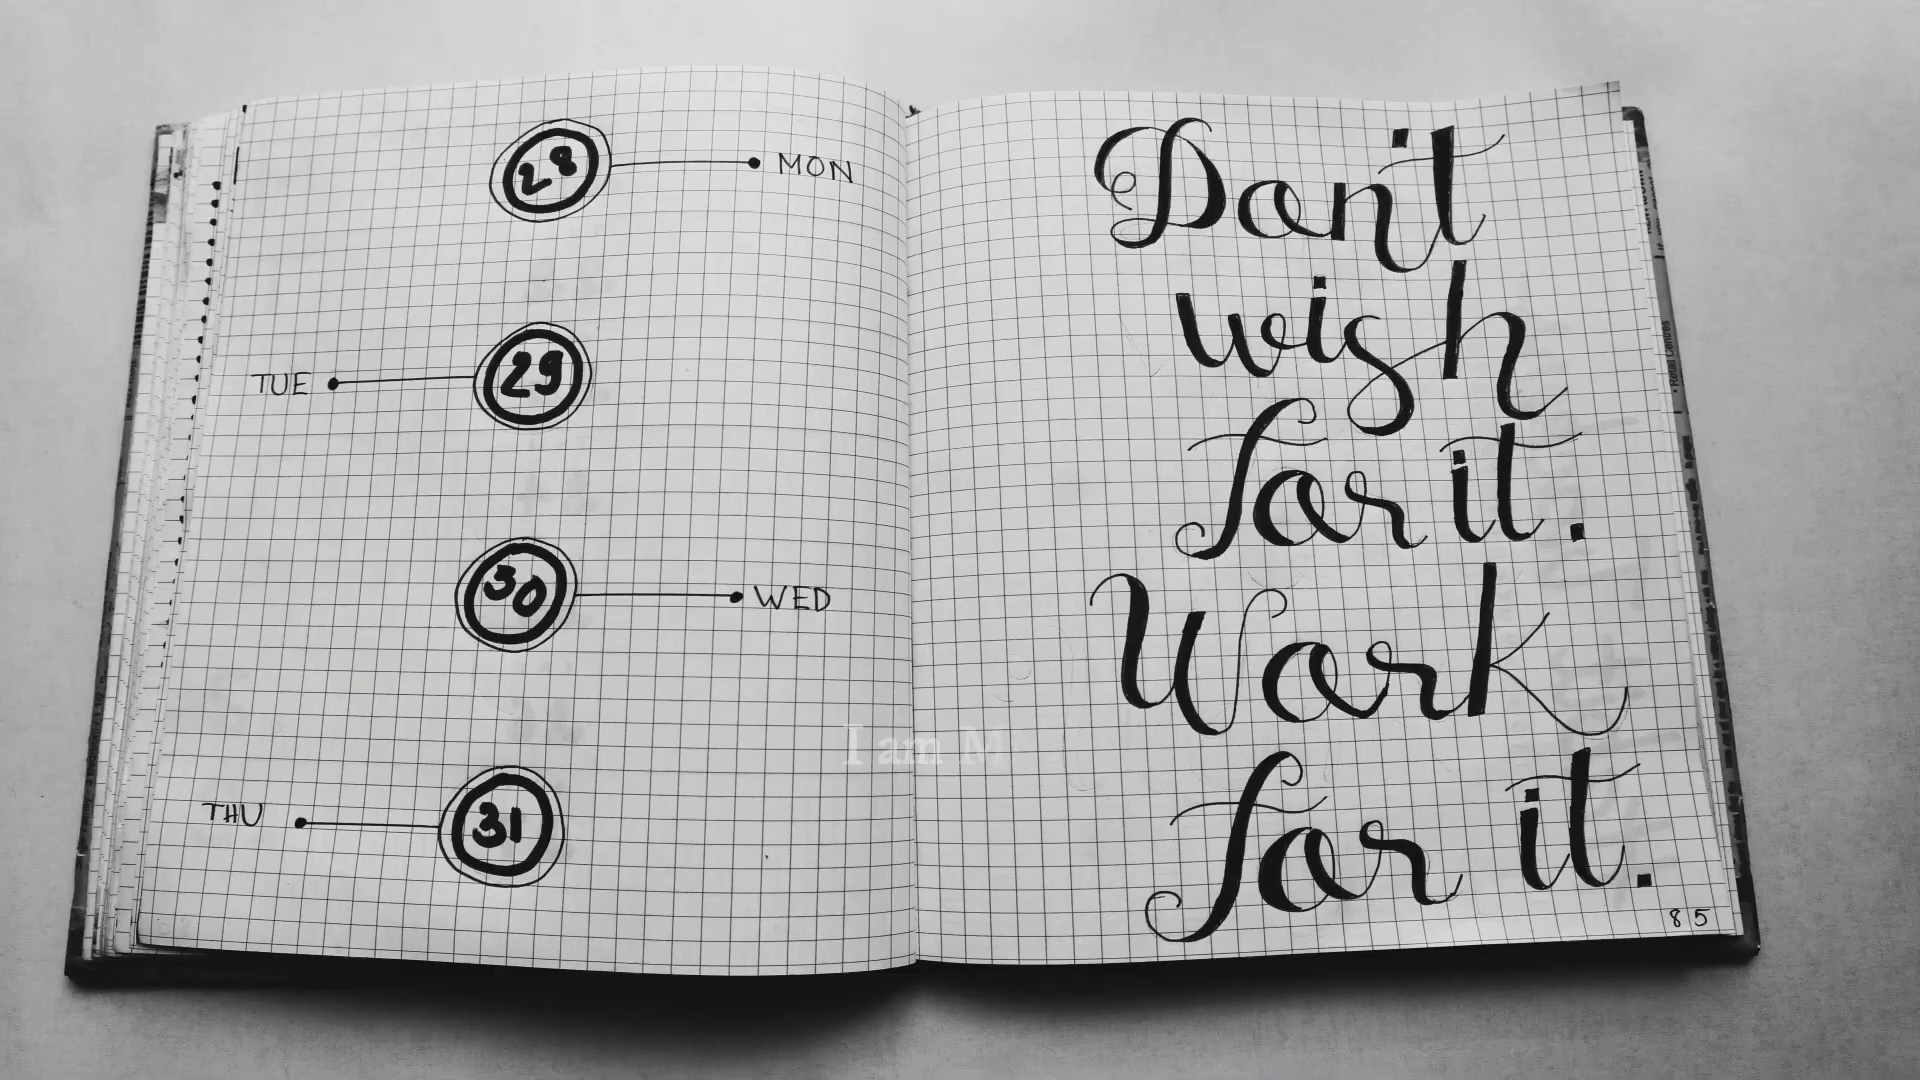 28 MON
TUE 29
30 WED
THU 31
I am M
Don't
wish
for it.
Work
for it.
85